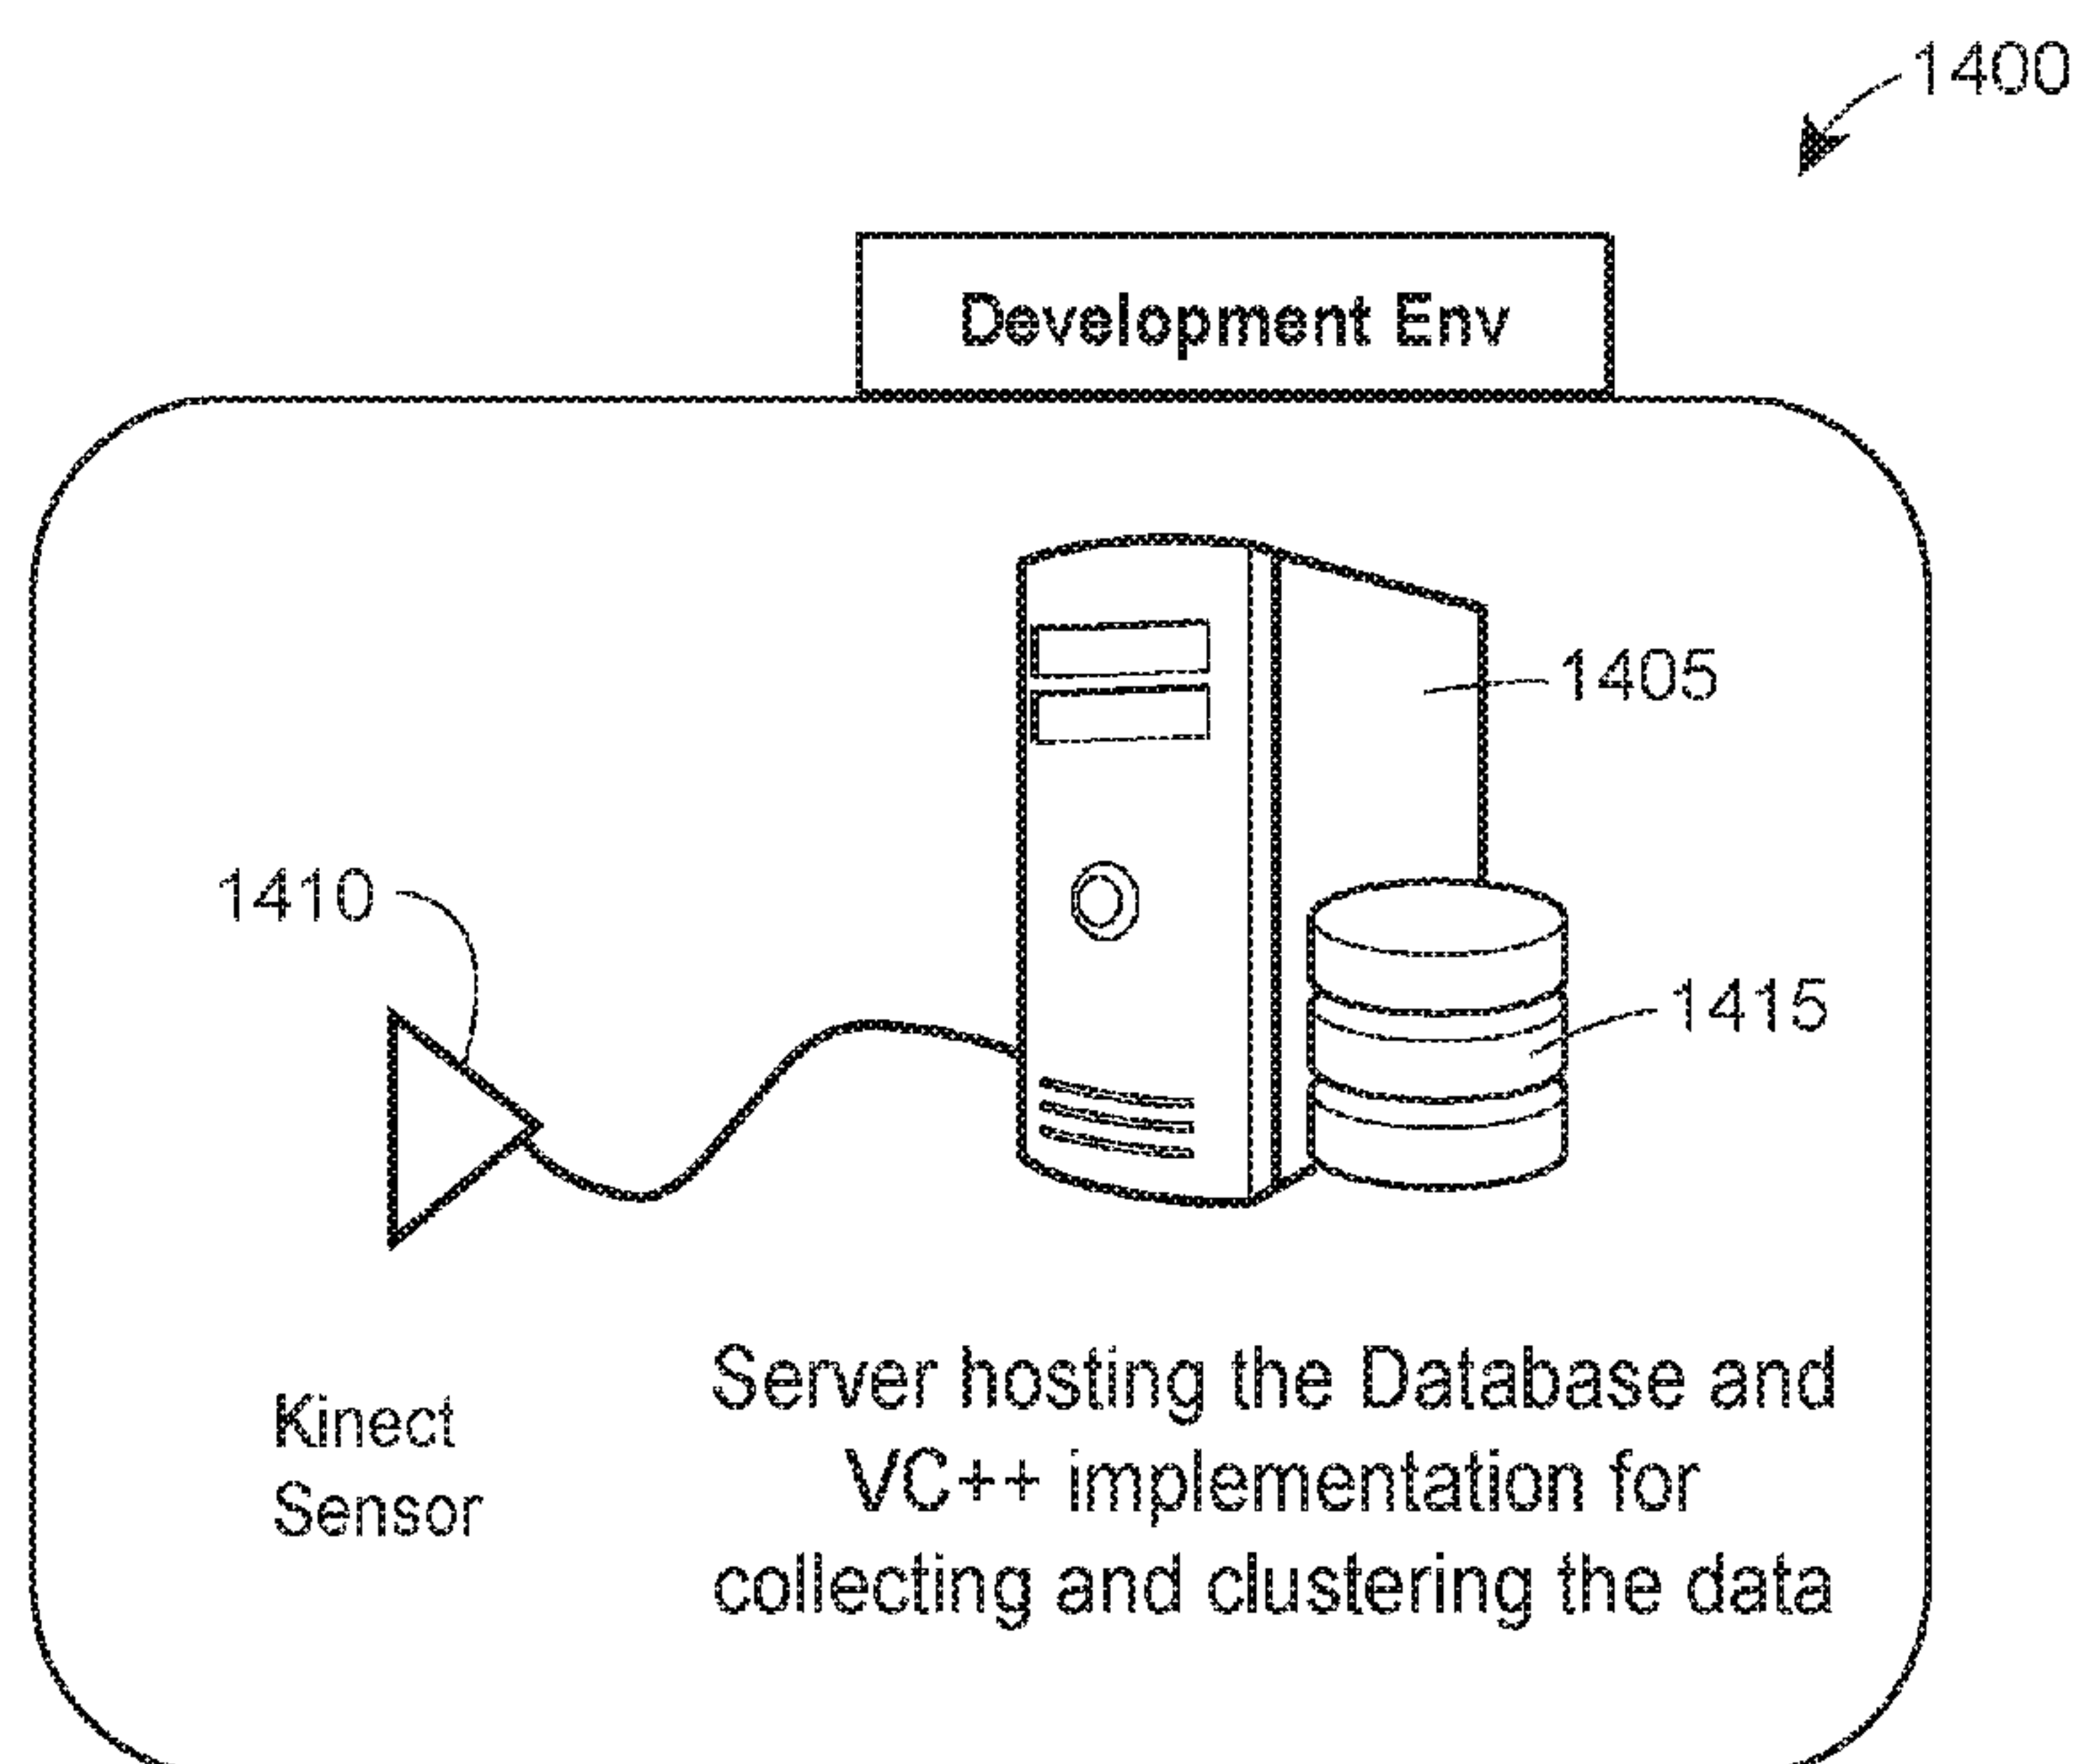 1400
Development Env
1405
1410
1415
Kinect
Sensor
Server hosting the Database and
VC++ implementation for
collecting and clustering the data